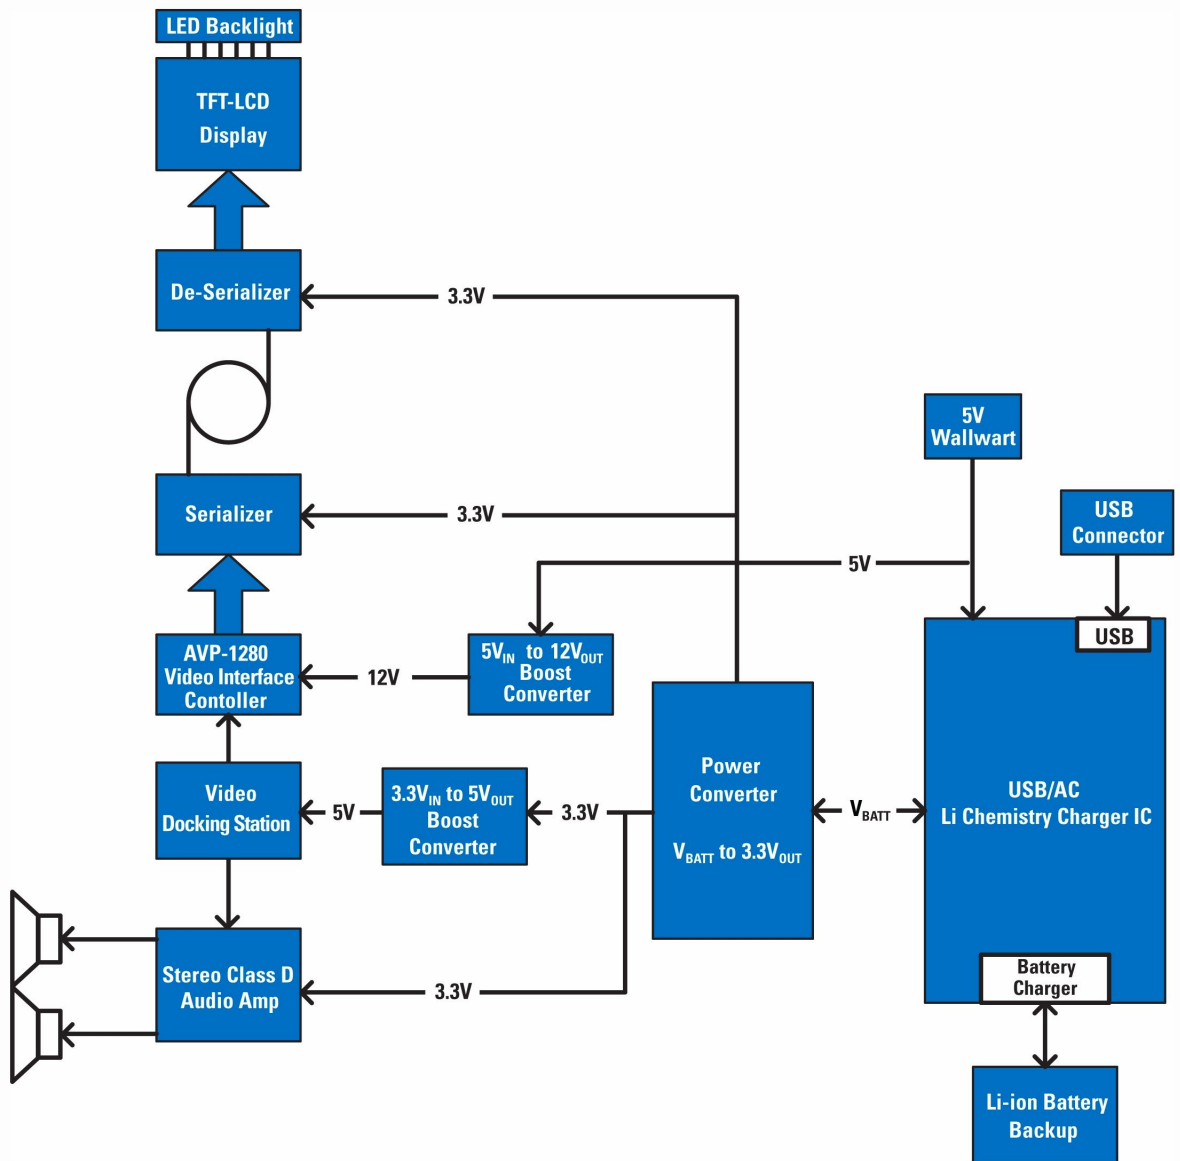 LED Backlight
TFT-LCD
Display
De-Serializer
3.3V
Serializer
3.3V
5V
Wallwart
USB
Connector
5V
USB
AVP-1280
Video Interface
Contoller
12V
5VIN to 12VOUT
Boost
Converter
Power
Converter
VBATT to 3.3VOUT
VBATT
USB/AC
Li Chemistry Charger IC
Video
Docking Station
5V
3.3VIN to 5VOUT
Boost
Converter
3.3V
Stereo Class D
Audio Amp
3.3V
Battery
Charger
Li-ion Battery
Backup